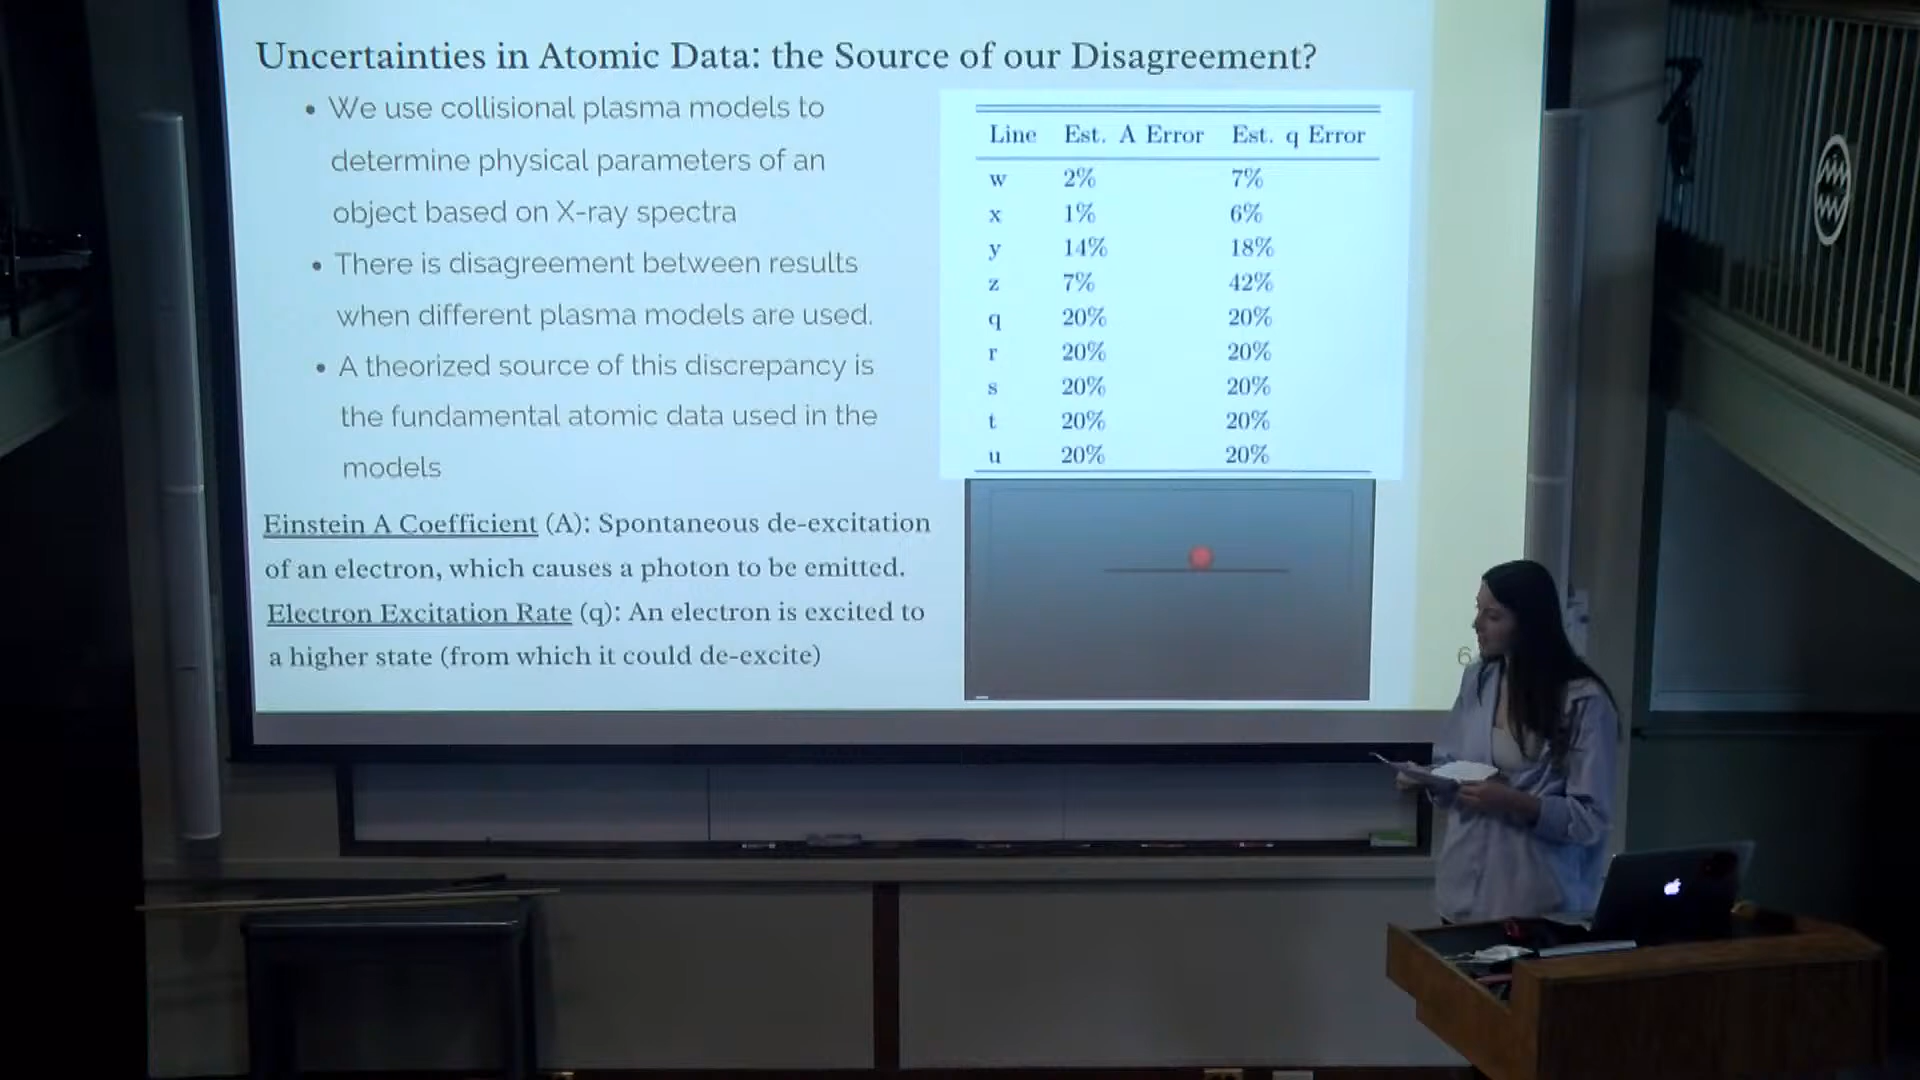 Uncertainties in Atomic Data: the Source of our Disagreement?
• We use collisional plasma models to
determine physical parameters of an
object based on X-ray spectra
• There is disagreement between results
when different plasma models are used.
• A theorized source of this discrepancy is
the fundamental atomic data used in the
models
Einstein A Coefficient (A): Spontaneous de-excitation
of an electron, which causes a photon to be emitted.
Electron Excitation Rate (q): An electron is excited to
a higher state (from which it could de-excite)
Line Est. A Error Est. q Error
w 2% 7%
x 1% 6%
y 14% 18%
z 7% 42%
q 20% 20%
r 20% 20%
s 20% 20%
t 20% 20%
u 20% 20%
6